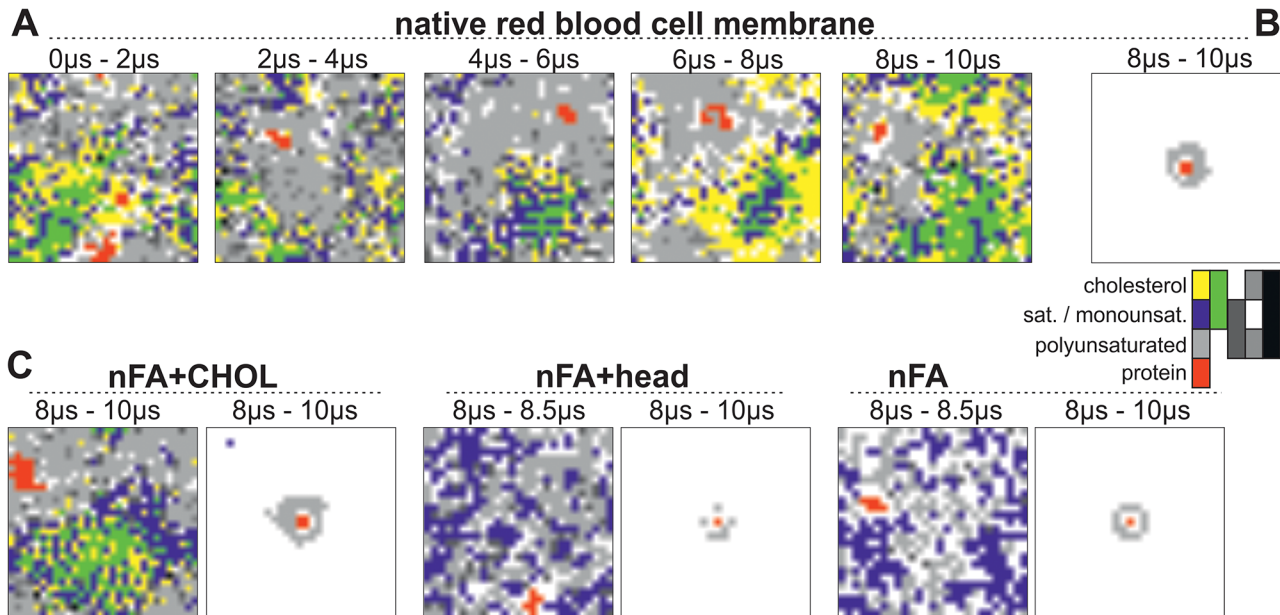 A native red blood cell membrane B
0µs - 2µs 2µs - 4µs 4µs - 6µs 6µs - 8µs 8µs - 10µs 8µs - 10µs
cholesterol
sat. / monounsat.
polyunsaturated
protein
C nFA+CHOL nFA+head nFA
8µs - 10µs 8µs - 10µs 8µs - 8.5µs 8µs - 10µs 8µs - 8.5µs 8µs - 10µs